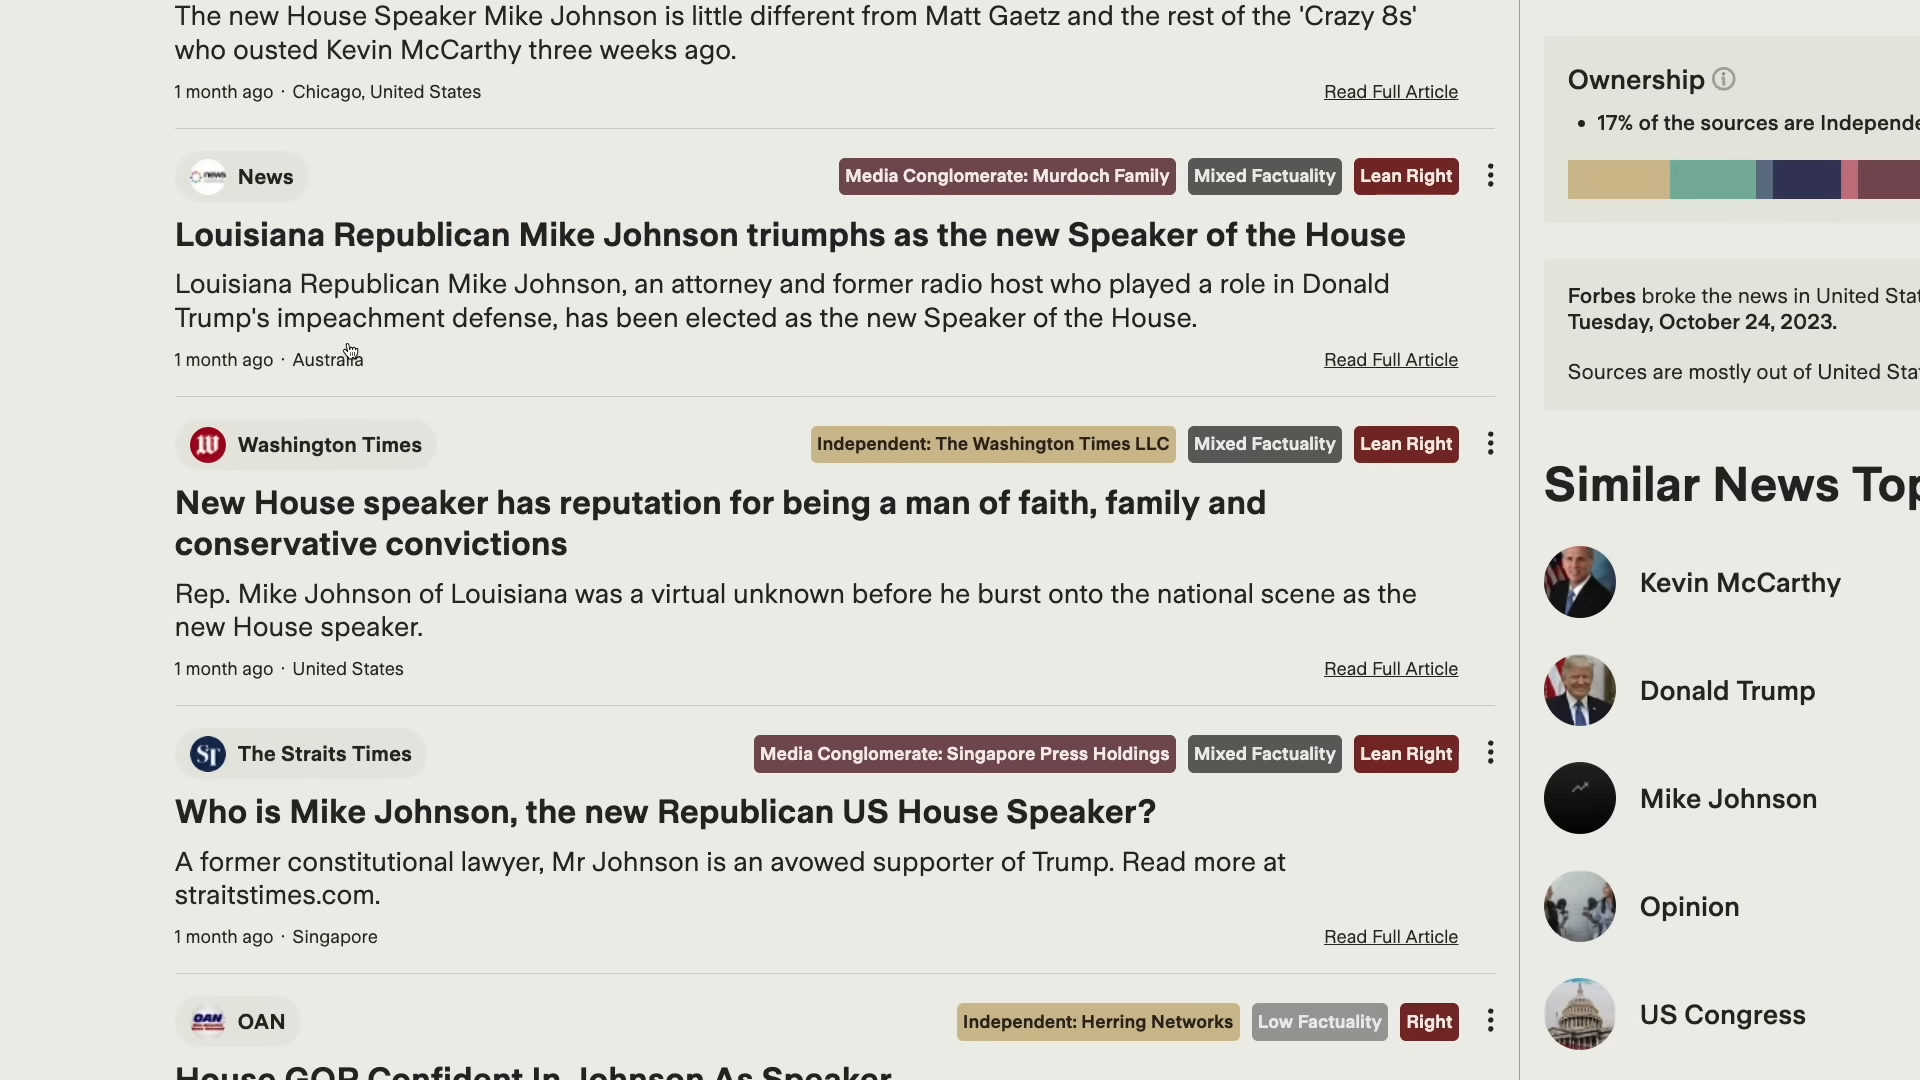 The new House Speaker Mike Johnson is little different from Matt Gaetz and the rest of the 'Crazy 8s'
who ousted Kevin McCarthy three weeks ago.
1 month ago · Chicago, United States
Read Full Article
News
Media Conglomerate: Murdoch Family
Mixed Factuality
Lean Right
Louisiana Republican Mike Johnson triumphs as the new Speaker of the House
Louisiana Republican Mike Johnson, an attorney and former radio host who played a role in Donald
Trump's impeachment defense, has been elected as the new Speaker of the House.
1 month ago · Australia
Read Full Article
Washington Times
Independent: The Washington Times LLC
Mixed Factuality
Lean Right
New House speaker has reputation for being a man of faith, family and
conservative convictions
Rep. Mike Johnson of Louisiana was a virtual unknown before he burst onto the national scene as the
new House speaker.
1 month ago · United States
Read Full Article
ST
The Straits Times
Media Conglomerate: Singapore Press Holdings
Mixed Factuality
Lean Right
Who is Mike Johnson, the new Republican US House Speaker?
A former constitutional lawyer, Mr Johnson is an avowed supporter of Trump. Read more at
straitstimes.com.
1 month ago · Singapore
Read Full Article
OAN
OAN
Independent: Herring Networks
Low Factuality
Right
House GOP Confident In Johnson As Speaker
Ownership
• 17% of the sources are Independe
Forbes broke the news in United Stat
Tuesday, October 24, 2023.
Sources are mostly out of United Sta
Similar News Top
Kevin McCarthy
Donald Trump
Mike Johnson
Opinion
US Congress